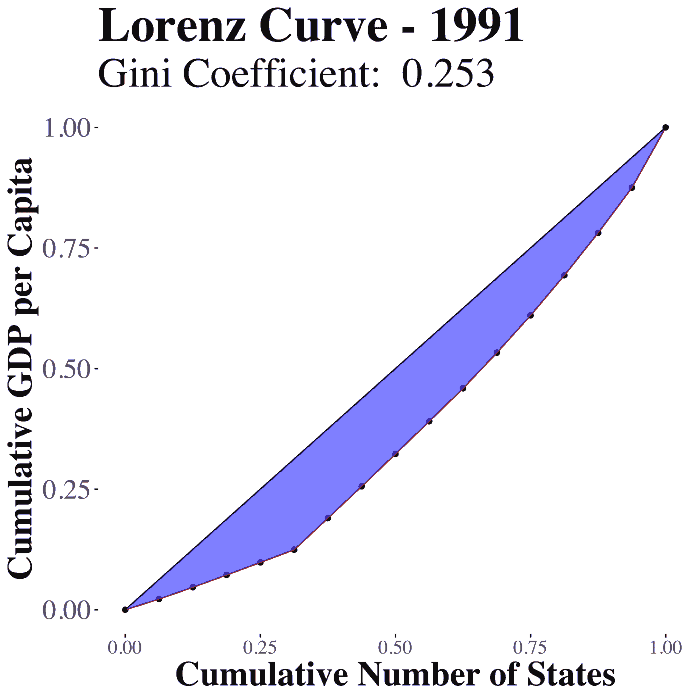 Lorenz Curve - 1991
Gini Coefficient:  0.253
1.00
0.75
0.50
0.25
0.00
Cumulative GDP per Capita
0.00 0.25 0.50 0.75 1.00
Cumulative Number of States